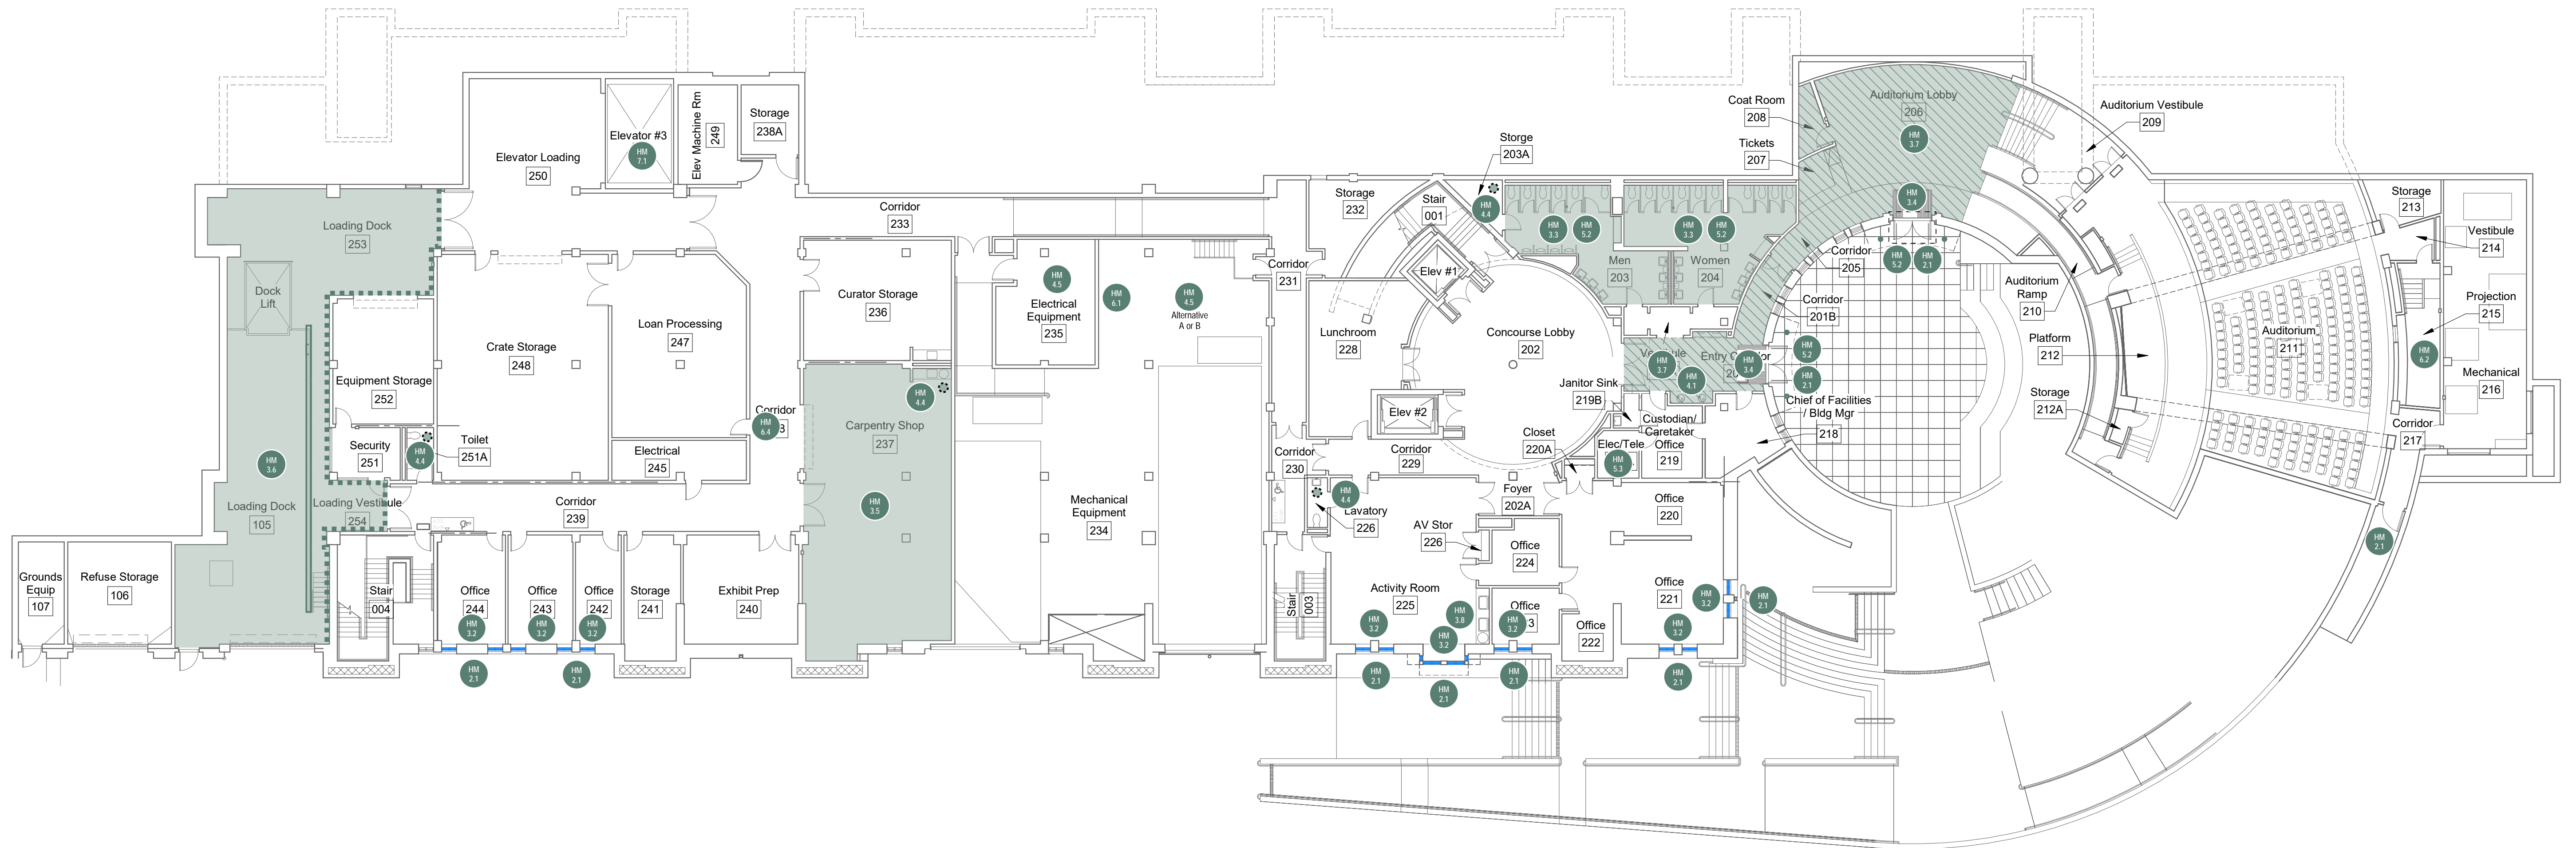 Coat Room
208
Auditorium Lobby
206
HM
3.7
Auditorium Vestibule
209
Elev Machine Rm
249
Storage
238A
Elevator #3
HM
7.1
Elevator Loading
250
Storge
203A
Tickets
207
Storage
232
Stair
001
HM
4.4
HM
3.4
Storage
213
Loading Dock
253
Corridor
233
HM
3.3
HM
5.2
HM
3.3
HM
5.2
Vestibule
214
Men
203
Women
204
Corridor
205
HM
5.2
HM
2.1
Corridor
231
Elev #1
Dock
Lift
Curator Storage
236
HM
4.5
Electrical
Equipment
235
HM
6.1
HM
4.5
Alternative
A or B
Auditorium
Ramp
210
Corridor
201B
Projection
215
Loan Processing
247
Crate Storage
248
Lunchroom
228
Concourse Lobby
202
Platform
212
Auditorium
211
HM
3.7
HM
4.1
HM
3.4
HM
5.2
HM
2.1
HM
6.2
Mechanical
216
Equipment Storage
252
HM
4.4
Janitor Sink
219B
Storage
212A
Chief of Facilities
/ Bldg Mgr
218
Elev #2
Corridor
HM
6.4
Carpentry Shop
237
Custodian/
Caretaker
Office
219
Closet
220A
Elec/Tele
HM
5.3
Corridor
217
Security
251
HM
4.4
Toilet
251A
Electrical
245
Corridor
230
Corridor
229
HM
3.6
Loading Dock
105
Loading Vestibule
254
Corridor
239
HM
3.5
Mechanical
Equipment
234
HM
4.4
Lavatory
226
Foyer
202A
Office
220
AV Stor
226
Office
224
HM
2.1
Grounds
Equip
107
Refuse Storage
106
Stair
004
Office
244
HM
3.2
Office
243
HM
3.2
Office
242
HM
3.2
Storage
241
Exhibit Prep
240
Stair
003
Activity Room
225
HM
3.2
HM
3.8
HM
3.2
Office
HM
3.2
3
Office
222
Office
221
HM
3.2
HM
3.2
HM
2.1
HM
2.1
HM
2.1
HM
2.1
HM
2.1
HM
2.1
HM
2.1